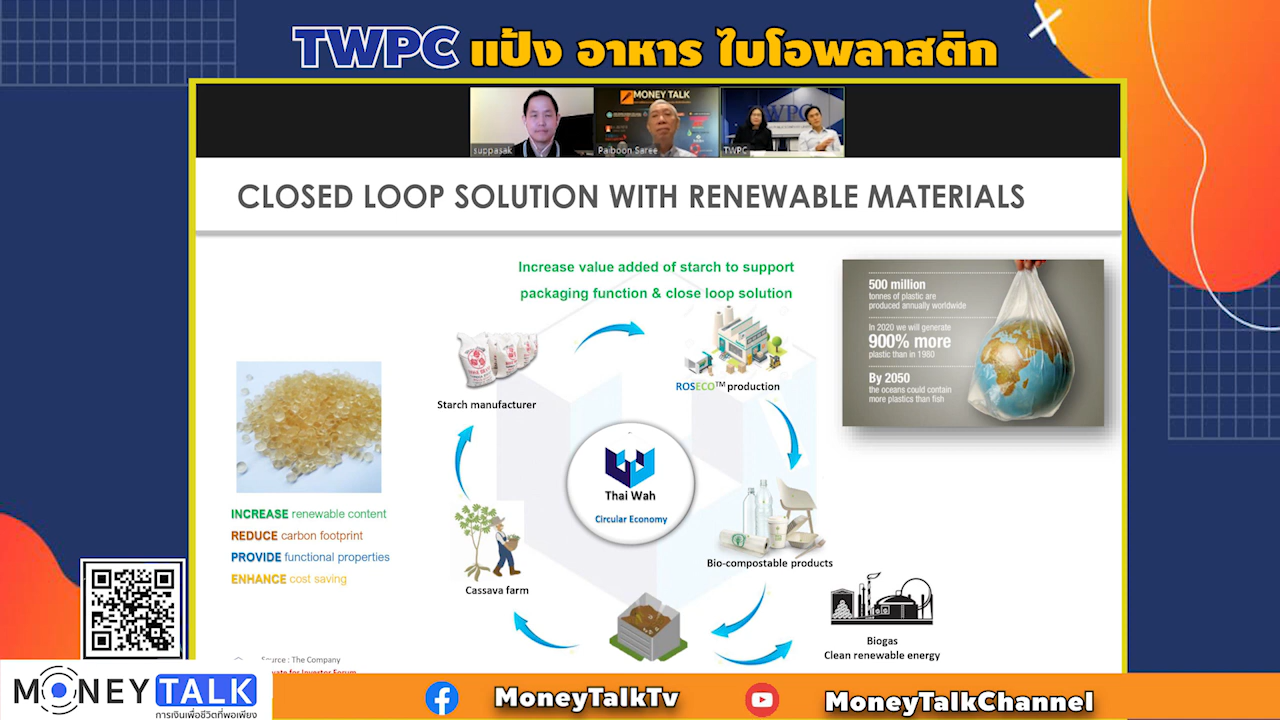 TWPC แป้ง อาหาร ไบโอพลาสติก
MONEY TALK
suppasak
Paiboon Saree
TWPC
TWPC
CLOSED LOOP SOLUTION WITH RENEWABLE MATERIALS
Increase value added of starch to support
packaging function & close loop solution
500 million
tonnes of plastic are
produced annually worldwide
In 2020 we will generate
900% more
plastic than in 1980
By 2050
the oceans could contain
more plastics than fish
ROSECO™ production
Starch manufacturer
Thai Wah
Circular Economy
INCREASE renewable content
REDUCE carbon footprint
PROVIDE functional properties
ENHANCE cost saving
Cassava farm
Bio-compostable products
Biogas
Clean renewable energy
Source : The Company
MONEY TALK
การเงินเพื่อชีวิตที่พอเพียง
MoneyTalkTv
MoneyTalkChannel